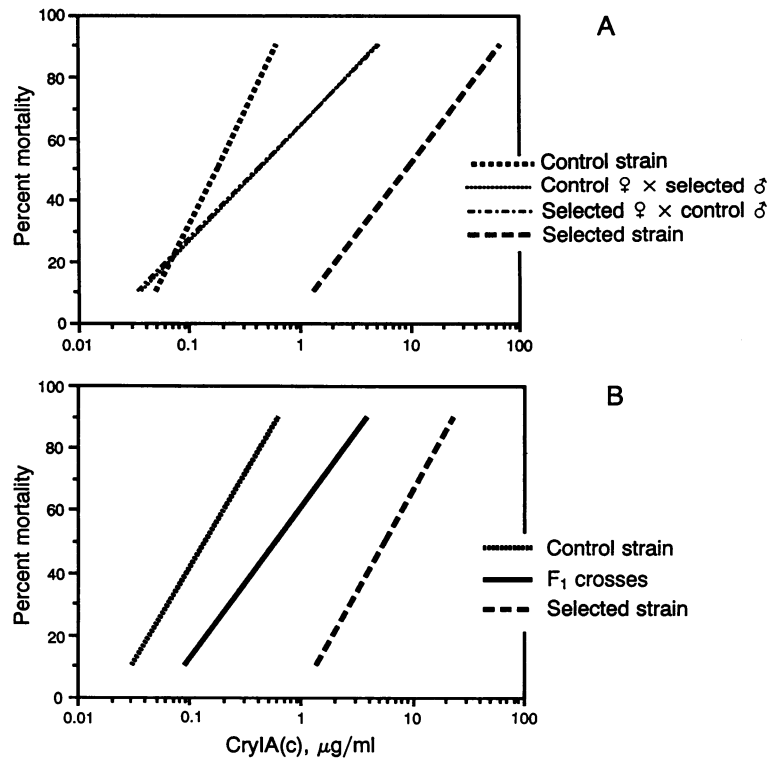 A
Percent mortality
100
80
60
40
20
0
0.01 0.1 1 10 100
Control strain
Control ♀ × selected ♂
Selected ♀ × control ♂
Selected strain
B
Percent mortality
100
80
60
40
20
0
0.01 0.1 1 10 100
Control strain
F₁ crosses
Selected strain
CryIA(c), μg/ml